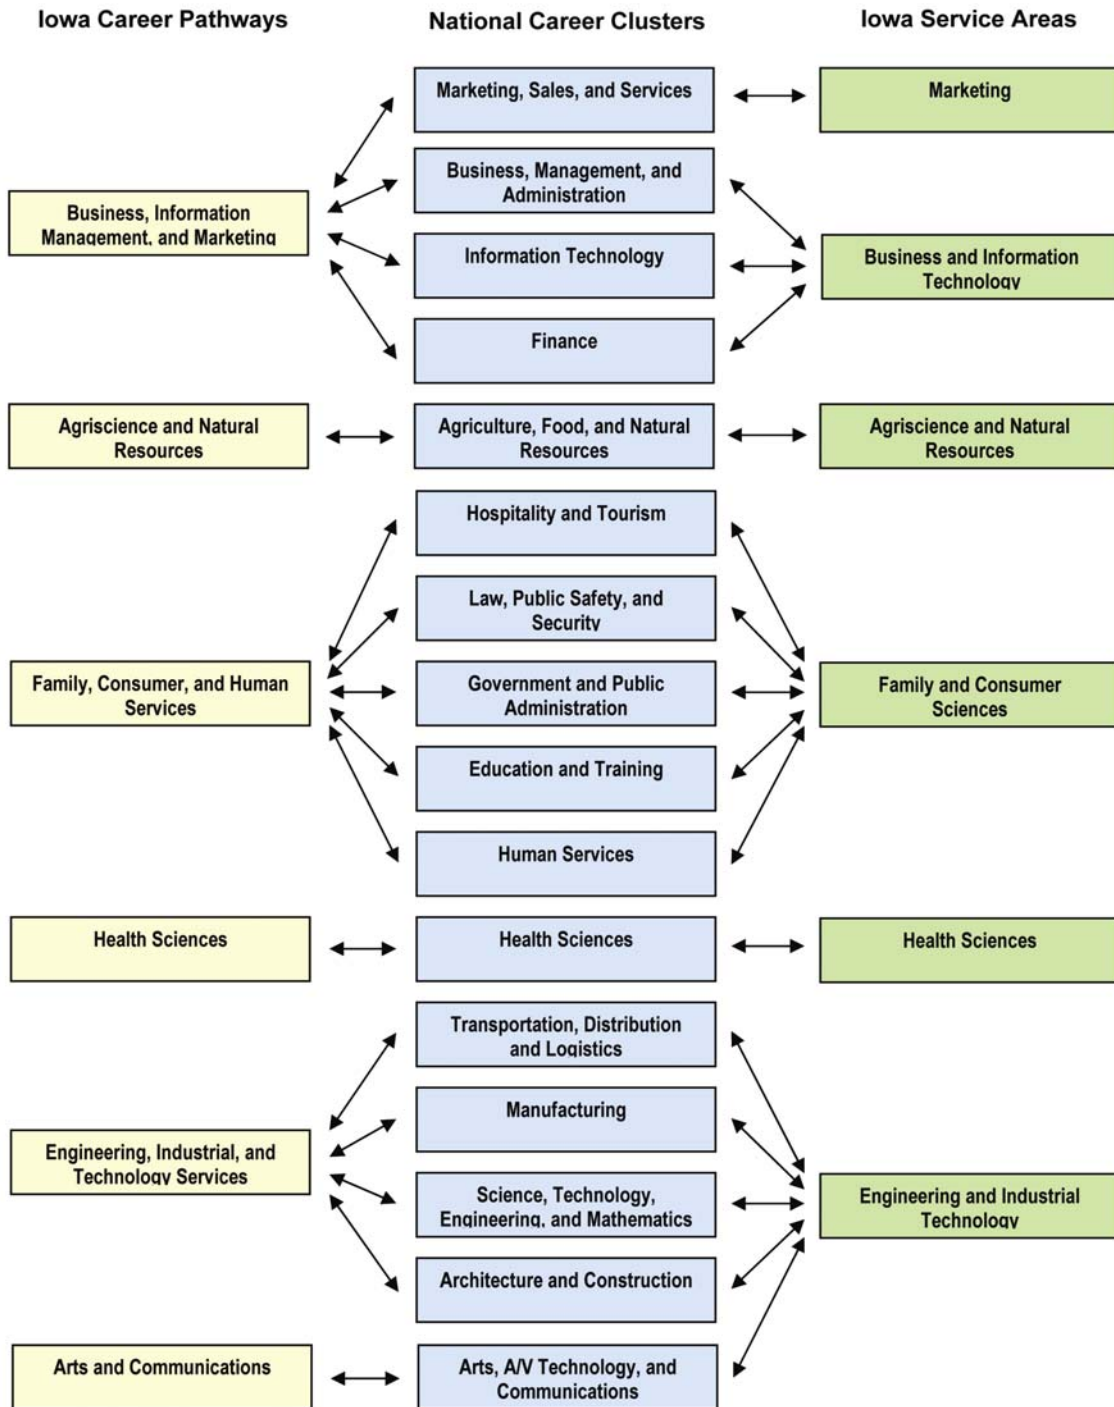 Iowa Career Pathways
National Career Clusters
Iowa Service Areas
Marketing, Sales, and Services
Marketing
Business, Management, and
Administration
Business, Information
Management, and Marketing
Information Technology
Business and Information
Technology
Finance
Agriscience and Natural
Resources
Agriculture, Food, and Natural
Resources
Agriscience and Natural
Resources
Hospitality and Tourism
Law, Public Safety, and
Security
Family, Consumer, and Human
Services
Government and Public
Administration
Family and Consumer
Sciences
Education and Training
Human Services
Health Sciences
Health Sciences
Health Sciences
Transportation, Distribution
and Logistics
Manufacturing
Engineering, Industrial, and
Technology Services
Science, Technology,
Engineering, and Mathematics
Engineering and Industrial
Technology
Architecture and Construction
Arts and Communications
Arts, A/V Technology, and
Communications